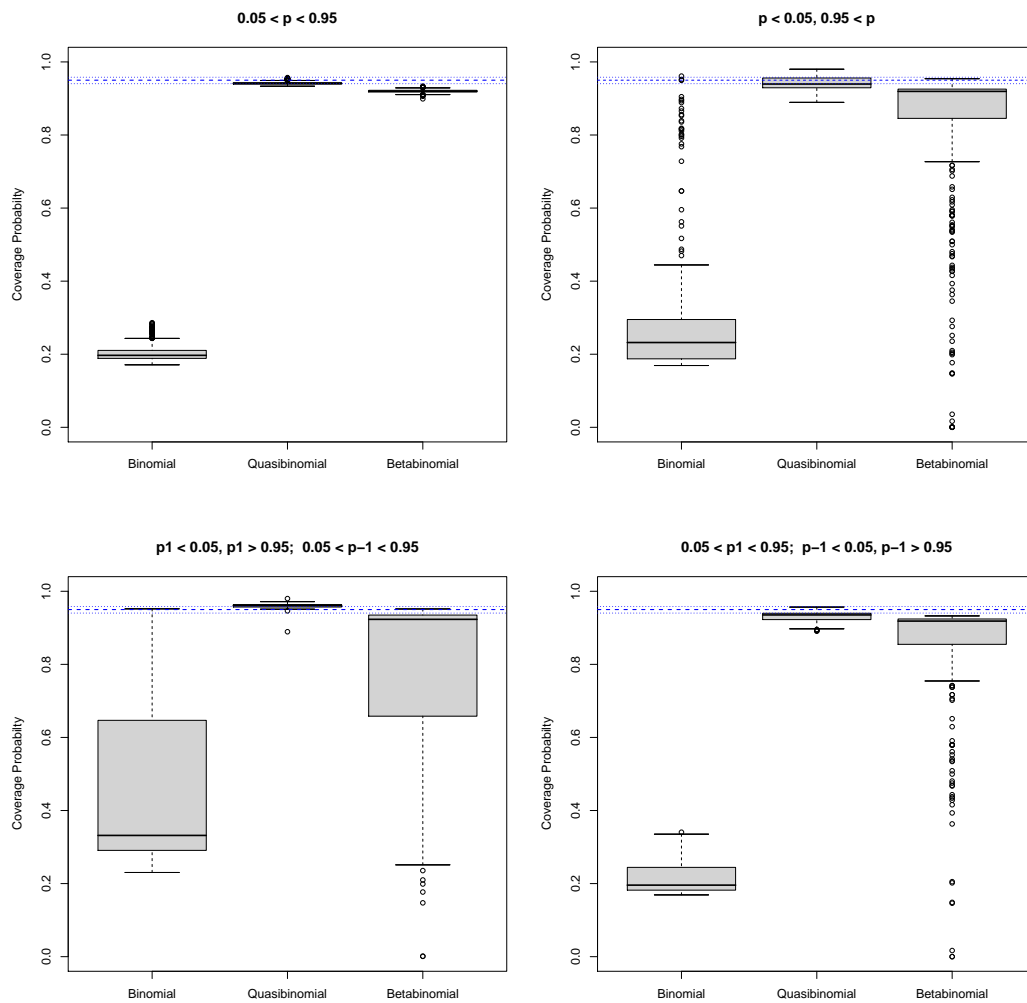 0.05 < p < 0.95
Coverage Probabilty
1.0
0.8
0.6
0.4
0.2
0.0
Binomial Quasibinomial Betabinomial
p < 0.05, 0.95 < p
Coverage Probabilty
1.0
0.8
0.6
0.4
0.2
0.0
Binomial Quasibinomial Betabinomial
p1 < 0.05, p1 > 0.95; 0.05 < p−1 < 0.95
Coverage Probabilty
1.0
0.8
0.6
0.4
0.2
0.0
Binomial Quasibinomial Betabinomial
0.05 < p1 < 0.95; p−1 < 0.05, p−1 > 0.95
Coverage Probabilty
1.0
0.8
0.6
0.4
0.2
0.0
Binomial Quasibinomial Betabinomial